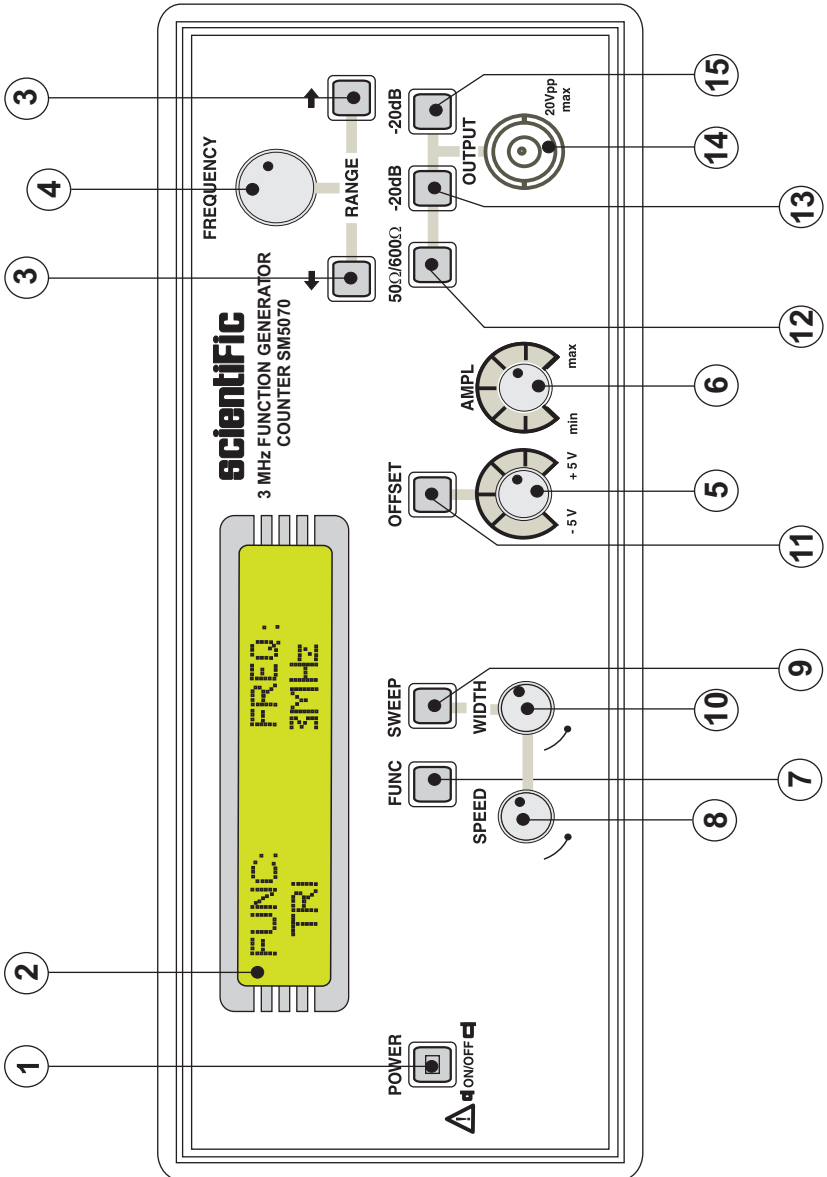 1
2
3
4
3
POWER
ON/OFF
FUNC: FREQ:
TRI 3MHz
scientiFic
3 MHz FUNCTION GENERATOR
COUNTER SM5070
FREQUENCY
RANGE
FUNC
SWEEP
SPEED
WIDTH
OFFSET
- 5 V
+ 5 V
AMPL
min
max
50Ω/600Ω
-20dB
-20dB
OUTPUT
20Vpp
max
8
7
10
9
11
5
6
12
13
14
15